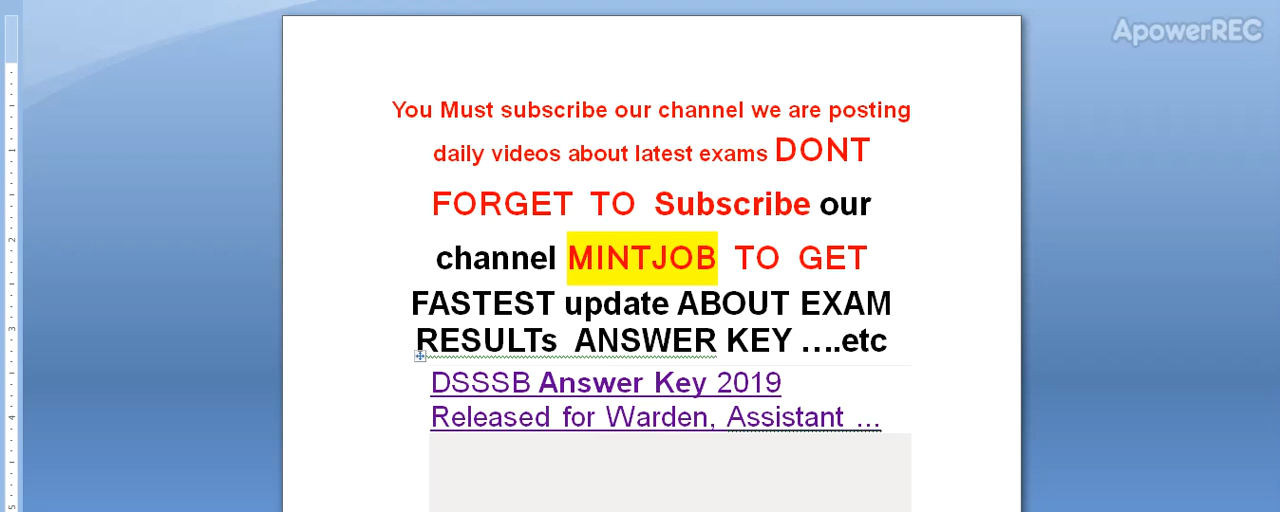 ApowerREC
You Must subscribe our channel we are posting
daily videos about latest exams DONT
FORGET TO Subscribe our
channel MINTJOB TO GET
FASTEST update ABOUT EXAM
RESULTs ANSWER KEY ....etc
DSSSB Answer Key 2019
Released for Warden, Assistant ...